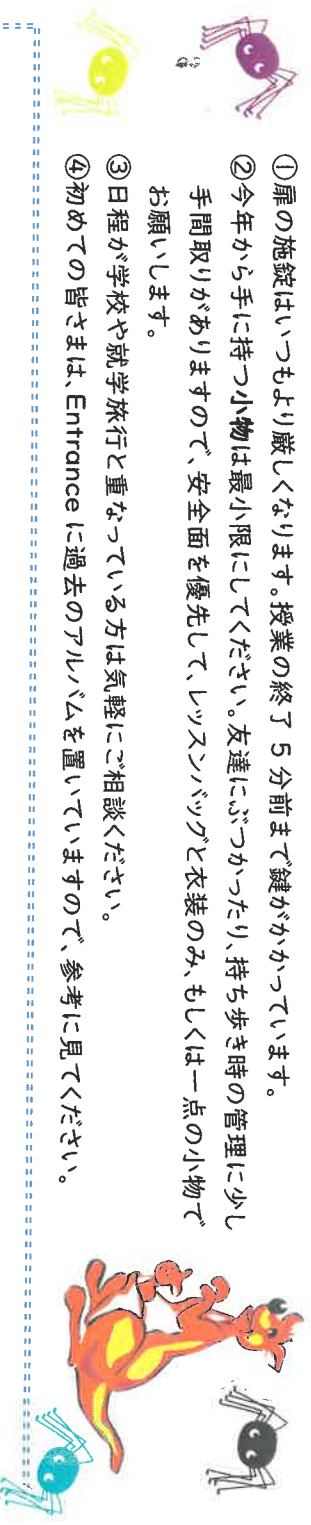 ①扉の施錠はいつもより厳しくなります。授業の終了 5 分前まで鍵がかかっています。
②今年から手に持つ小物は最小限にしてください。友達にぶつかったり、持ち歩き時の管理に少し
手間取りがありますので、安全面を優先して、レッスンバッグと衣装のみ、もしくは一点の小物で
お願いします。
③日程が学校や就学旅行と重なっている方は気軽にご相談ください。
④初めての皆さまは、Entrance に過去のアルバムを置いていますので、参考に見てください。